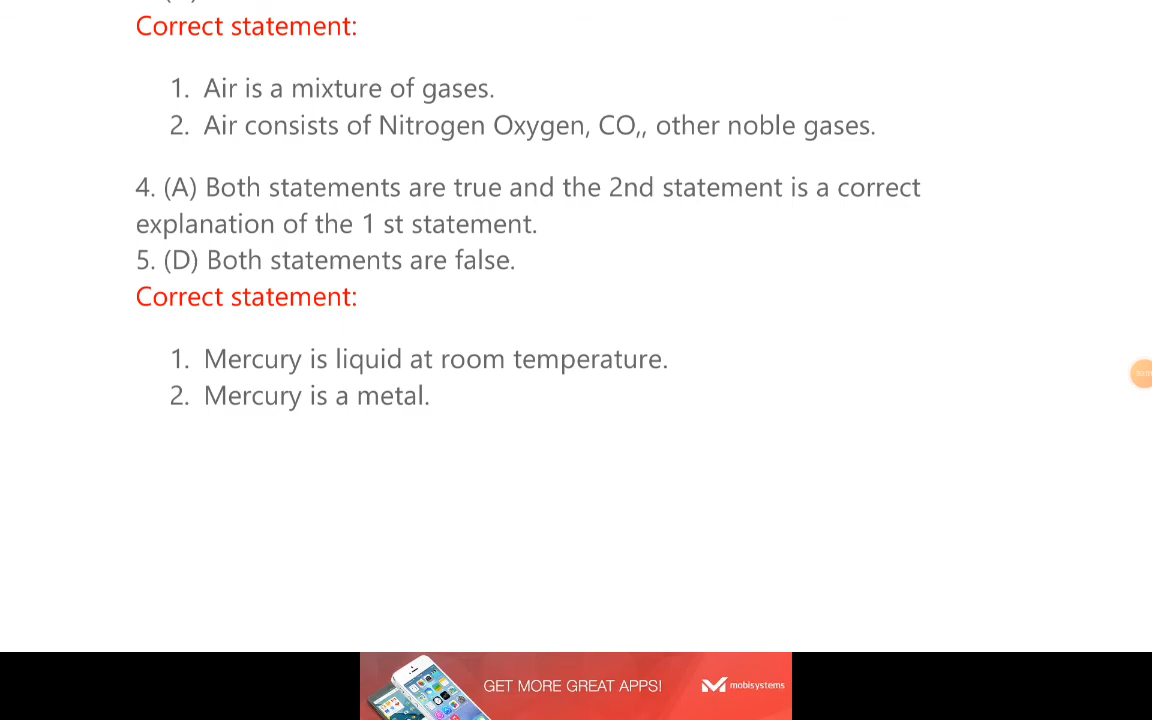 Correct statement:
1. Air is a mixture of gases.
2. Air consists of Nitrogen Oxygen, CO,, other noble gases.
4. (A) Both statements are true and the 2nd statement is a correct
explanation of the 1 st statement.
5. (D) Both statements are false.
Correct statement:
1. Mercury is liquid at room temperature.
2. Mercury is a metal.
GET MORE GREAT APPS!
mobisystems